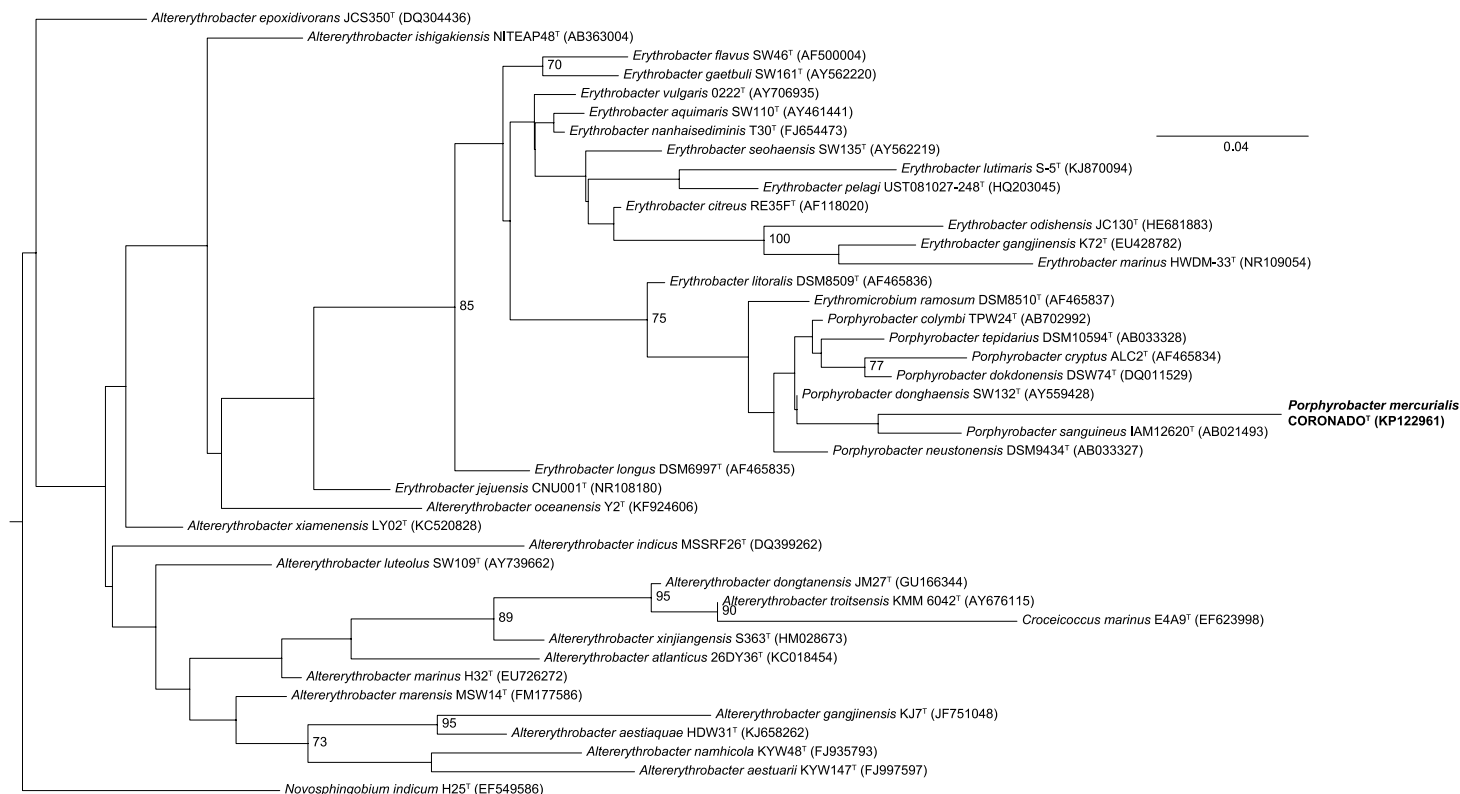 Altererythrobacter epoxidivorans JCS350ᵀ (DQ304436)
Altererythrobacter ishigakiensis NITEAP48ᵀ (AB363004)
Erythrobacter flavus SW46ᵀ (AF500004)
70
Erythrobacter gaetbuli SW161ᵀ (AY562220)
Erythrobacter vulgaris 0222ᵀ (AY706935)
Erythrobacter aquimaris SW110ᵀ (AY461441)
Erythrobacter nanhaisediminis T30ᵀ (FJ654473)
0.04
Erythrobacter seohaensis SW135ᵀ (AY562219)
Erythrobacter lutimaris S-5ᵀ (KJ870094)
Erythrobacter pelagi UST081027-248ᵀ (HQ203045)
Erythrobacter citreus RE35Fᵀ (AF118020)
Erythrobacter odishensis JC130ᵀ (HE681883)
100
Erythrobacter gangjinensis K72ᵀ (EU428782)
Erythrobacter marinus HWDM-33ᵀ (NR109054)
Erythrobacter litoralis DSM8509ᵀ (AF465836)
85
Erythromicrobium ramosum DSM8510ᵀ (AF465837)
75
Porphyrobacter colymbi TPW24ᵀ (AB702992)
Porphyrobacter tepidarius DSM10594ᵀ (AB033328)
Porphyrobacter cryptus ALC2ᵀ (AF465834)
77
Porphyrobacter dokdonensis DSW74ᵀ (DQ011529)
Porphyrobacter donghaensis SW132ᵀ (AY559428)
Porphyrobacter mercurialis
CORONADOᵀ (KP122961)
Porphyrobacter sanguineus IAM12620ᵀ (AB021493)
Porphyrobacter neustonensis DSM9434ᵀ (AB033327)
Erythrobacter longus DSM6997ᵀ (AF465835)
Erythrobacter jejuensis CNU001ᵀ (NR108180)
Altererythrobacter oceanensis Y2ᵀ (KF924606)
Altererythrobacter xiamenensis LY02ᵀ (KC520828)
Altererythrobacter indicus MSSRF26ᵀ (DQ399262)
Altererythrobacter luteolus SW109ᵀ (AY739662)
Altererythrobacter dongtanensis JM27ᵀ (GU166344)
95
Altererythrobacter troitsensis KMM 6042ᵀ (AY676115)
90
89
Croceicoccus marinus E4A9ᵀ (EF623998)
Altererythrobacter xinjiangensis S363ᵀ (HM028673)
Altererythrobacter atlanticus 26DY36ᵀ (KC018454)
Altererythrobacter marinus H32ᵀ (EU726272)
Altererythrobacter marensis MSW14ᵀ (FM177586)
Altererythrobacter gangjinensis KJ7ᵀ (JF751048)
95
Altererythrobacter aestiaquae HDW31ᵀ (KJ658262)
73
Altererythrobacter namhicola KYW48ᵀ (FJ935793)
Altererythrobacter aestuarii KYW147ᵀ (FJ997597)
Novosphingobium indicum H25ᵀ (EF549586)